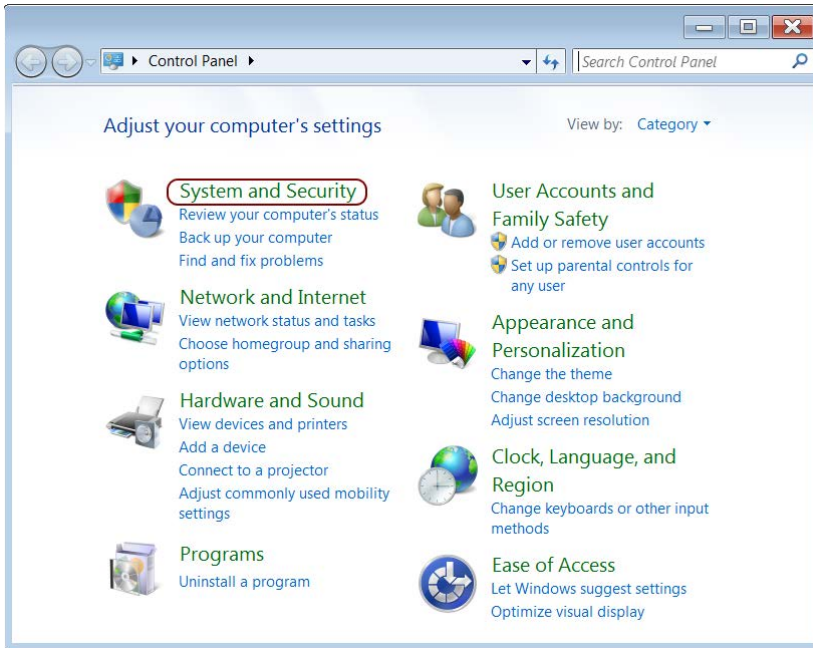 Control Panel
Search Control Panel
Adjust your computer's settings
View by: Category
System and Security
Review your computer's status
Back up your computer
Find and fix problems
Network and Internet
View network status and tasks
Choose homegroup and sharing
options
Hardware and Sound
View devices and printers
Add a device
Connect to a projector
Adjust commonly used mobility
settings
Programs
Uninstall a program
User Accounts and
Family Safety
Add or remove user accounts
Set up parental controls for
any user
Appearance and
Personalization
Change the theme
Change desktop background
Adjust screen resolution
Clock, Language, and
Region
Change keyboards or other input
methods
Ease of Access
Let Windows suggest settings
Optimize visual display